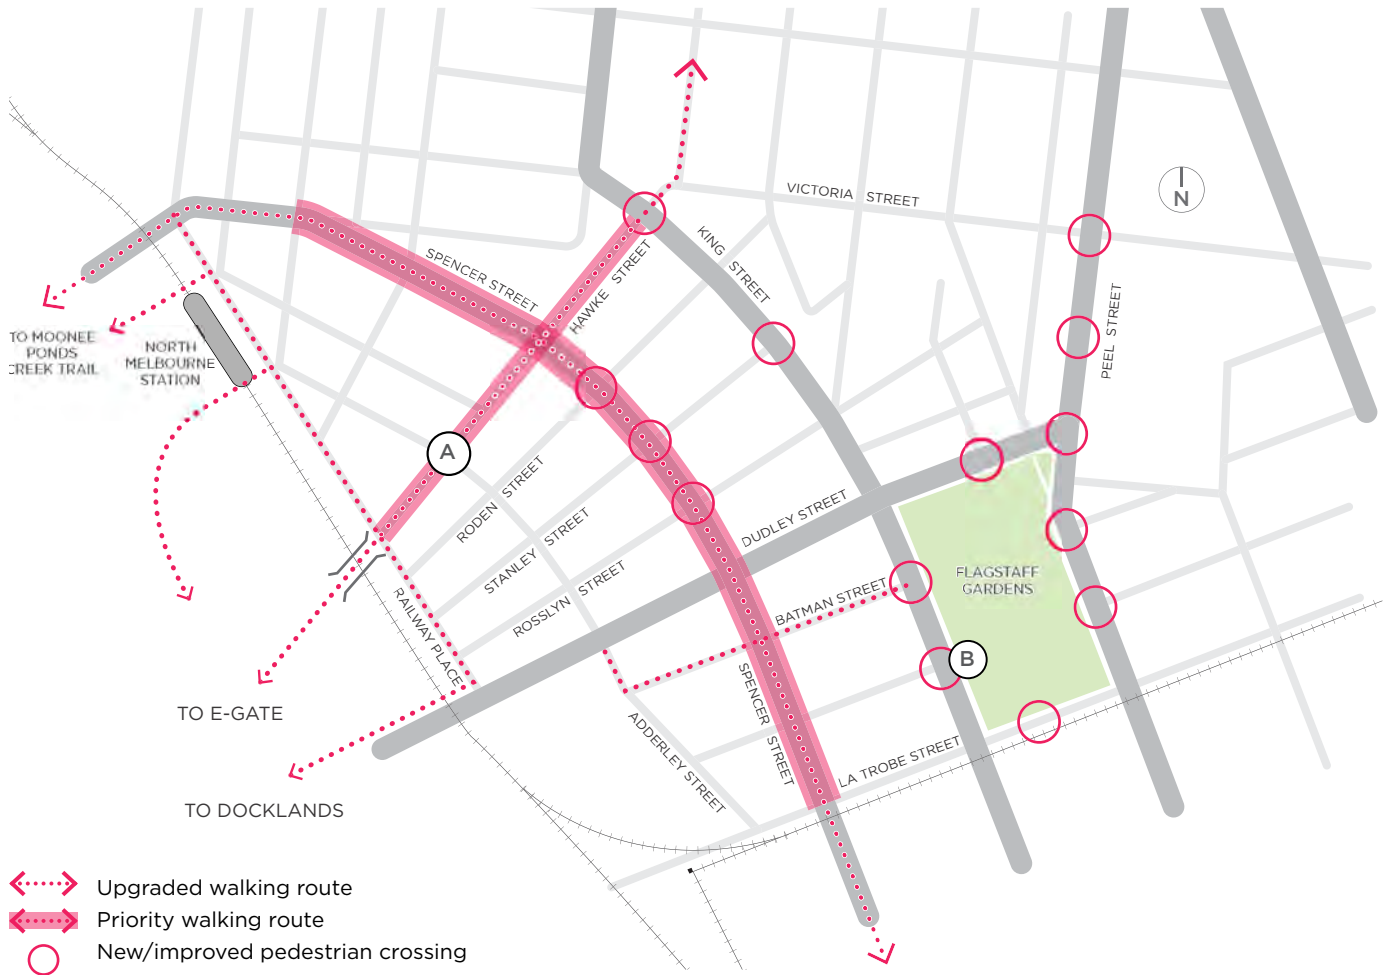 VICTORIA STREET
N
KING STREET
SPENCER STREET
HAWKE STREET
PEEL STREET
TO MOONEE
PONDS
CREEK TRAIL
NORTH
MELBOURNE
STATION
A
RODEN STREET
STANLEY STREET
ROSSLYN STREET
DUDLEY STREET
BATMAN STREET
FLAGSTAFF
GARDENS
RAILWAY PLACE
B
SPENCER STREET
ADDERLEY STREET
LA TROBE STREET
TO E-GATE
TO DOCKLANDS
Upgraded walking route
Priority walking route
New/improved pedestrian crossing